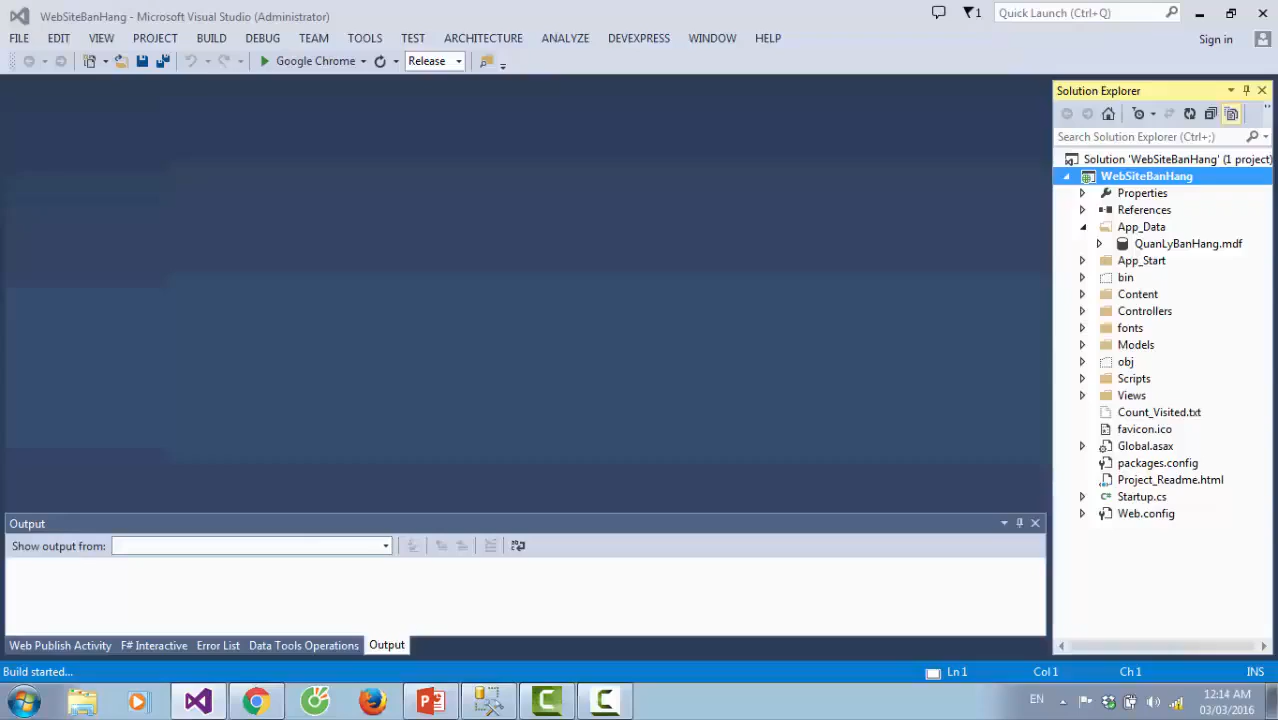 WebSiteBanHang - Microsoft Visual Studio (Administrator)
1
Quick Launch (Ctrl+Q)
FILE EDIT VIEW PROJECT BUILD DEBUG TEAM TOOLS TEST ARCHITECTURE ANALYZE DEVEXPRESS WINDOW HELP
Sign in
Google Chrome
Release
Solution Explorer
Search Solution Explorer (Ctrl+;)
Solution 'WebSiteBanHang' (1 project)
WebSiteBanHang
Properties
References
App_Data
QuanLyBanHang.mdf
App_Start
bin
Content
Controllers
fonts
Models
obj
Scripts
Views
Count_Visited.txt
favicon.ico
Global.asax
packages.config
Project_Readme.html
Startup.cs
Web.config
Output
Show output from:
Web Publish Activity F# Interactive Error List Data Tools Operations Output
Build started...
Ln 1
Col 1
Ch 1
INS
EN
12:14 AM
03/03/2016